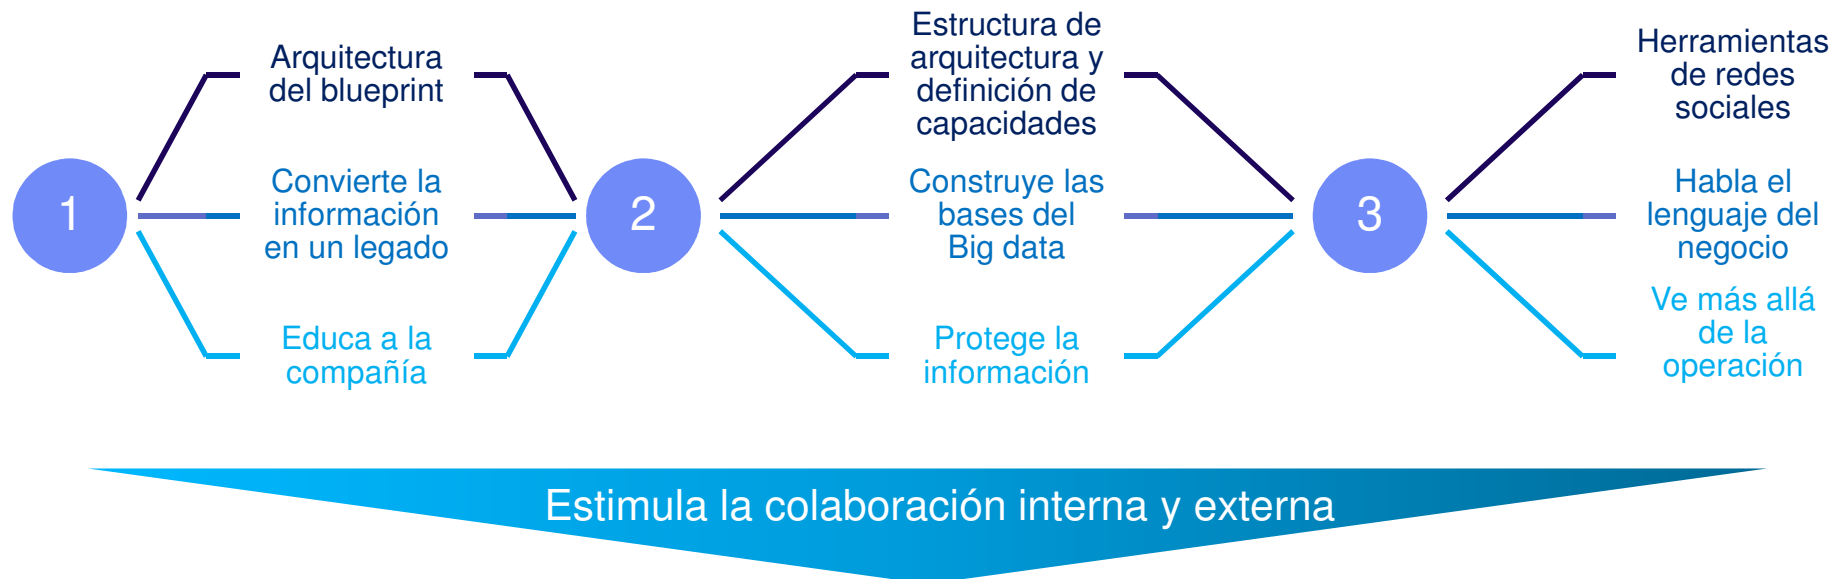 1
Arquitectura
del blueprint
Convierte la
información
en un legado
Educa a la
compañía
2
Estructura de
arquitectura y
definición de
capacidades
Construye las
bases del
Big data
Protege la
información
3
Herramientas
de redes
sociales
Habla el
lenguaje del
negocio
Ve más allá
de la
operación
Estimula la colaboración interna y externa